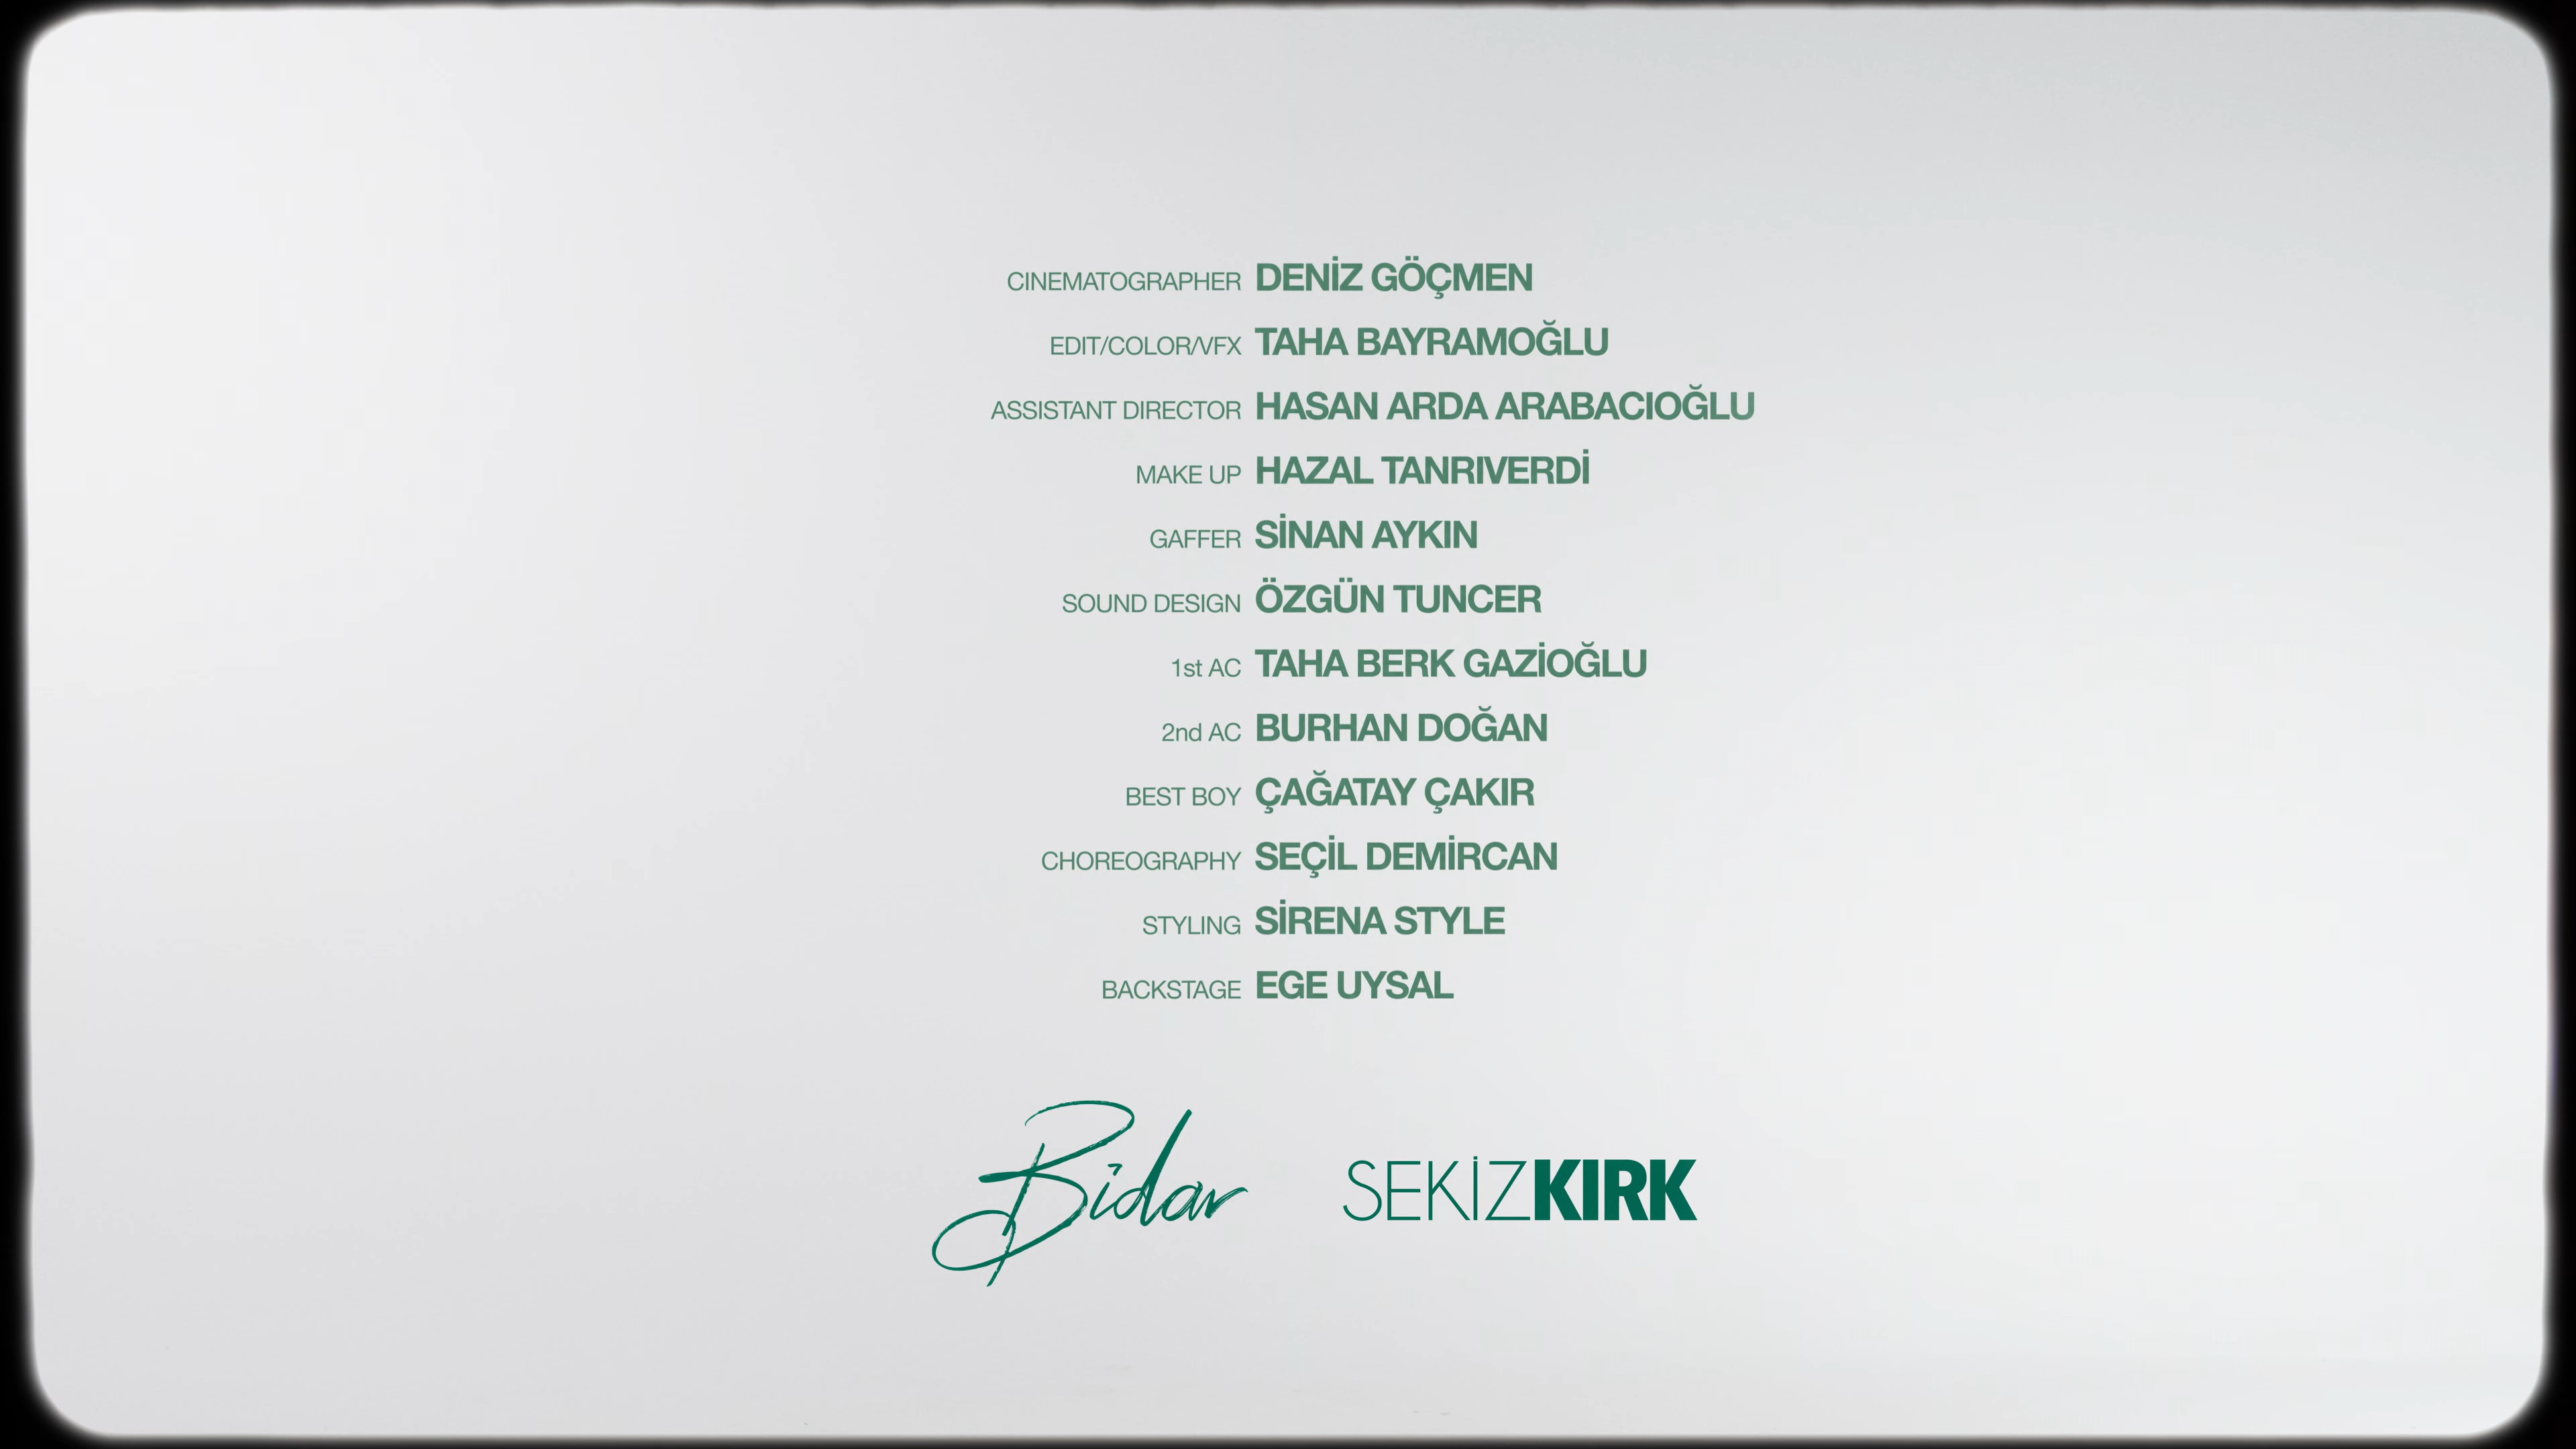 CINEMATOGRAPHER DENİZ GÖÇMEN
EDIT/COLOR/VFX TAHA BAYRAMOĞLU
ASSISTANT DIRECTOR HASAN ARDA ARABACIOĞLU
MAKE UP HAZAL TANRIVERDİ
GAFFER SİNAN AYKIN
SOUND DESIGN ÖZGÜN TUNCER
1st AC TAHA BERK GAZİOĞLU
2nd AC BURHAN DOĞAN
BEST BOY ÇAĞATAY ÇAKIR
CHOREOGRAPHY SEÇİL DEMİRCAN
STYLING SİRENA STYLE
BACKSTAGE EGE UYSAL
Bidar SEKİZKIRK